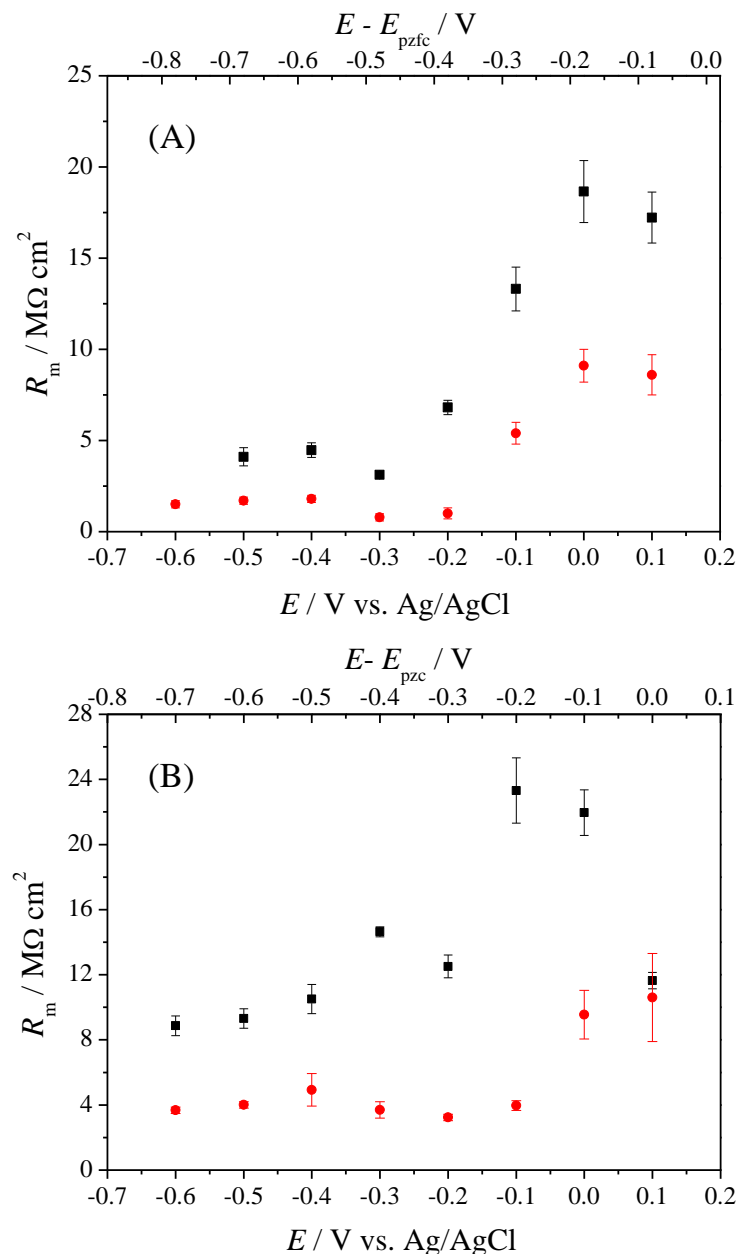 E - E_pzfc / V
-0.8 -0.7 -0.6 -0.5 -0.4 -0.3 -0.2 -0.1 0.0
25
20
15
10
5
0
(A)
R_m / MΩ cm²
-0.7 -0.6 -0.5 -0.4 -0.3 -0.2 -0.1 0.0 0.1 0.2
E / V vs. Ag/AgCl
E- E_pzc / V
-0.8 -0.7 -0.6 -0.5 -0.4 -0.3 -0.2 -0.1 0.0 0.1
28
24
20
16
12
8
4
0
(B)
R_m / MΩ cm²
-0.7 -0.6 -0.5 -0.4 -0.3 -0.2 -0.1 0.0 0.1 0.2
E / V vs. Ag/AgCl